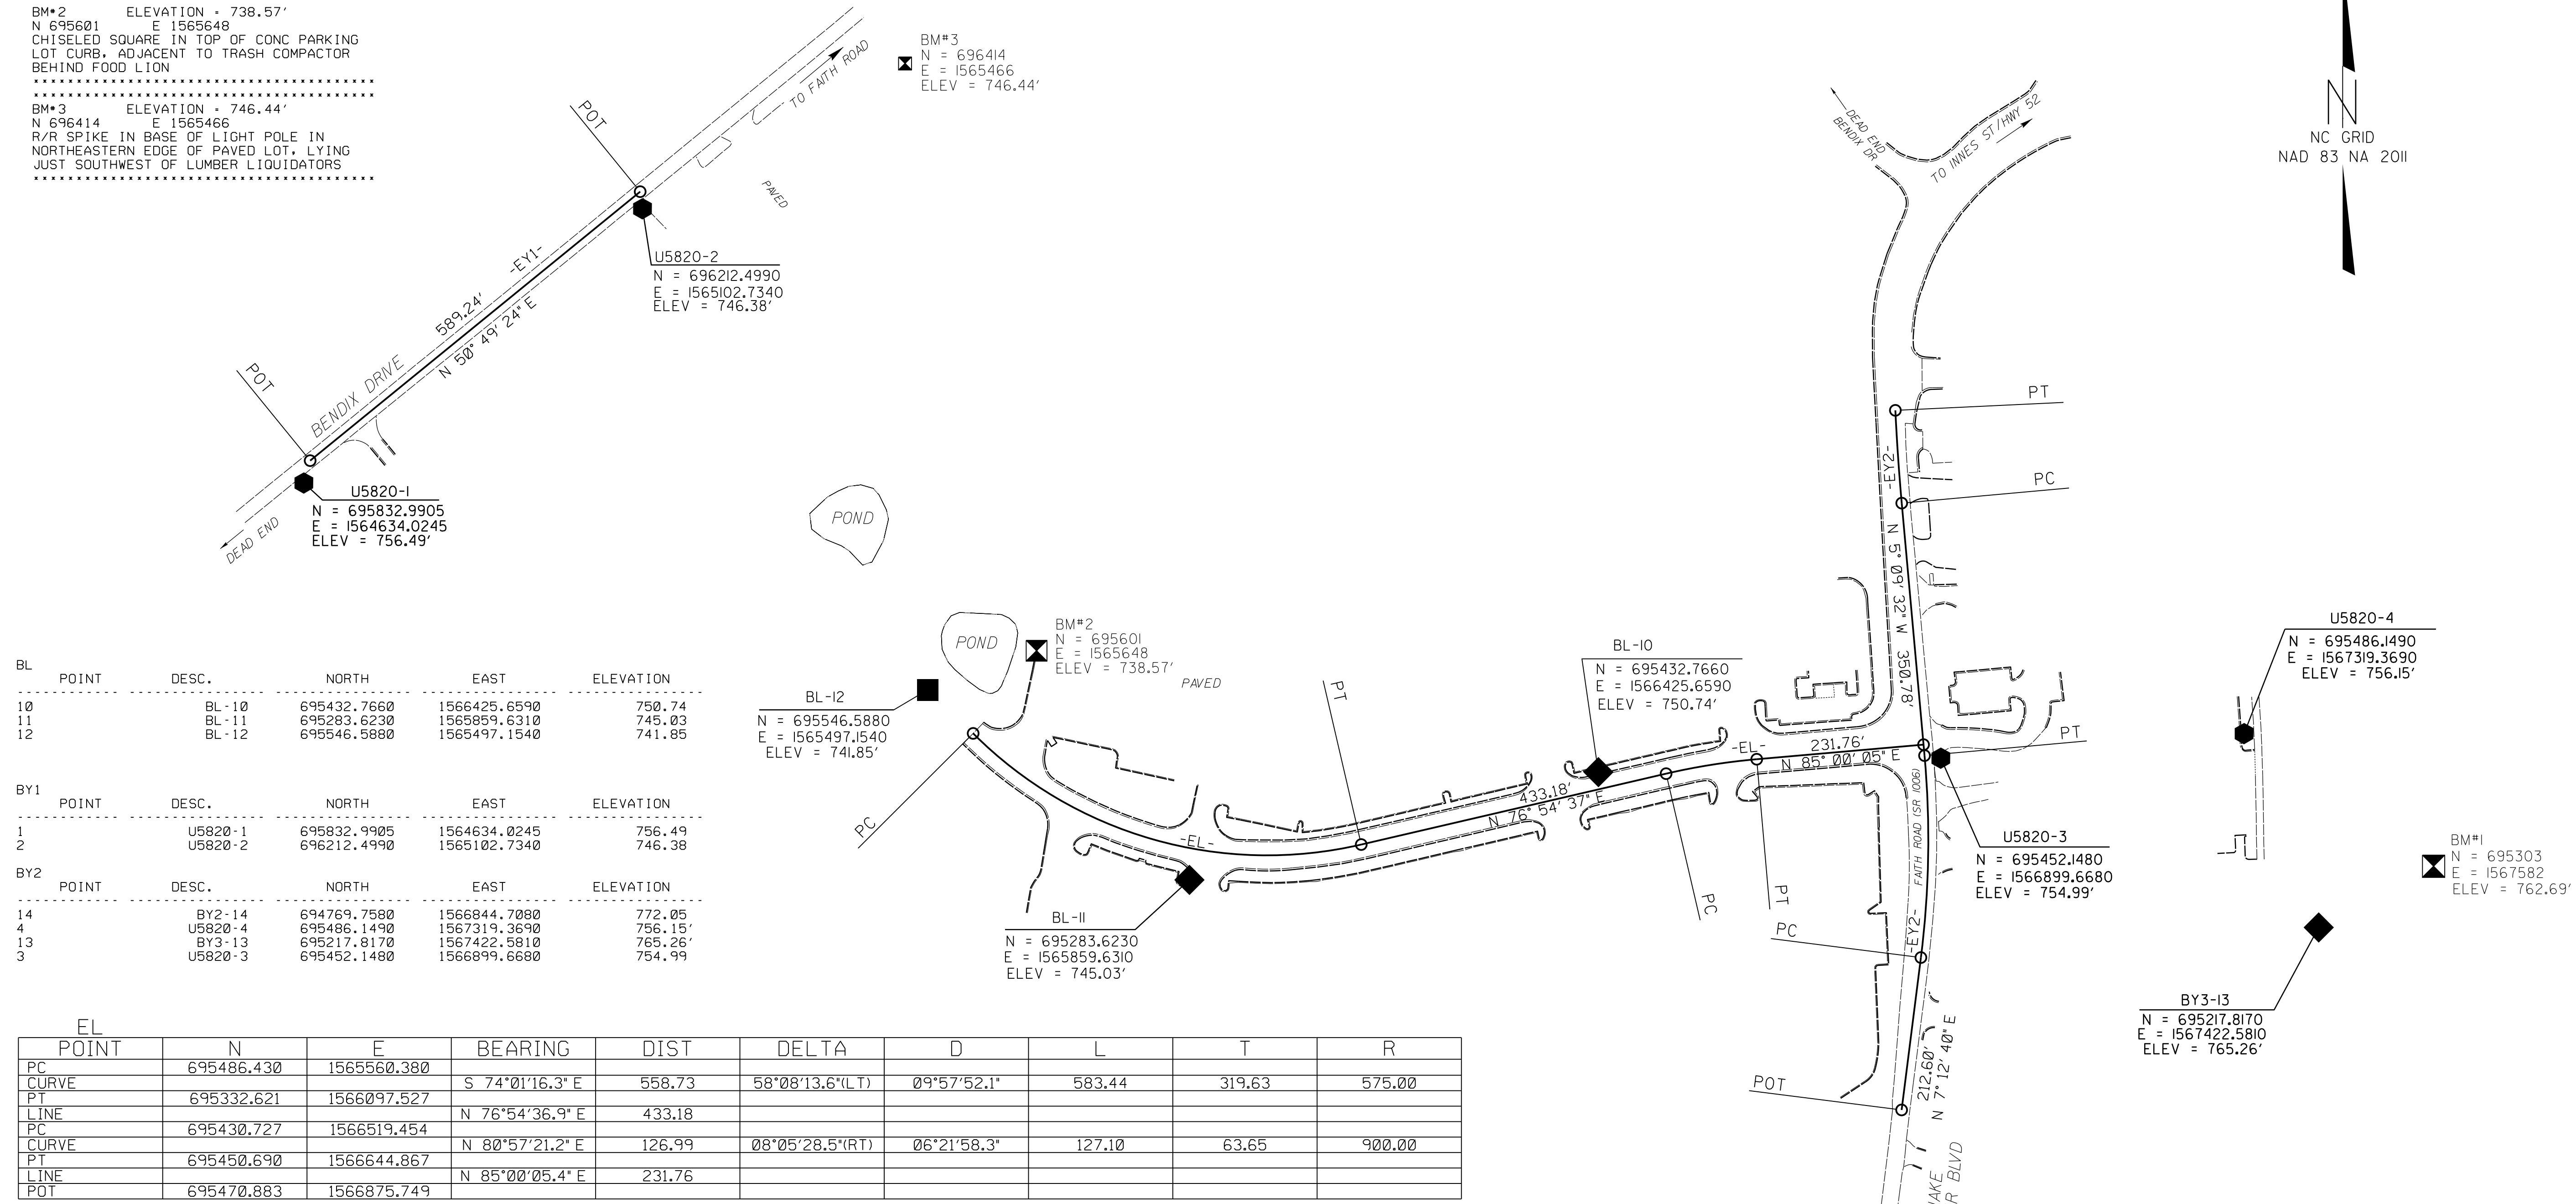 BM•2 ELEVATION = 738.57'
N 695601 E 1565648
CHISELED SQUARE IN TOP OF CONC PARKING
LOT CURB, ADJACENT TO TRASH COMPACTOR
BEHIND FOOD LION
****************************************
****************************************
BM•3 ELEVATION = 746.44'
N 696414 E 1565466
R/R SPIKE IN BASE OF LIGHT POLE IN
NORTHEASTERN EDGE OF PAVED LOT, LYING
JUST SOUTHWEST OF LUMBER LIQUIDATORS
****************************************
BM#3
N = 696414
E = 1565466
ELEV = 746.44'
TO FAITH ROAD
POT
PAVED
-EY1-
589.24'
N 50° 49' 24" E
BENDIX DRIVE
POT
DEAD END
U5820-2
N = 696212.4990
E = 1565102.7340
ELEV = 746.38'
U5820-1
N = 695832.9905
E = 1564634.0245
ELEV = 756.49'
DEAD END
BENDIX DR
TO INNES ST/HWY 52
N
NC GRID
NAD 83 NA 2011
PT
-EY2-
PC
N 5° 09' 32" W 350.78'
POND
POND
BM#2
N = 695601
E = 1565648
ELEV = 738.57'
PAVED
BL-12
N = 695546.5880
E = 1565497.1540
ELEV = 741.85'
PC
-EL-
PT
BL-10
N = 695432.7660
E = 1566425.6590
ELEV = 750.74'
433.18'
N 76° 54' 37" E
-EL-
231.76'
N 85° 00' 05" E
PT
PC
PT
BL-11
N = 695283.6230
E = 1565859.6310
ELEV = 745.03'
U5820-4
N = 695486.1490
E = 1567319.3690
ELEV = 756.15'
U5820-3
N = 695452.1480
E = 1566899.6680
ELEV = 754.99'
BM#1
N = 695303
E = 1567582
ELEV = 762.69'
BY3-13
N = 695217.8170
E = 1567422.5810
ELEV = 765.26'
FAITH ROAD (SR 1006)
-EY2-
PC
POT
212.60'
N 7° 12' 40" E
BLVD
BL
POINT DESC. NORTH EAST ELEVATION
10 BL-10 695432.7660 1566425.6590 750.74
11 BL-11 695283.6230 1565859.6310 745.03
12 BL-12 695546.5880 1565497.1540 741.85
BY1
POINT DESC. NORTH EAST ELEVATION
1 U5820-1 695832.9905 1564634.0245 756.49
2 U5820-2 696212.4990 1565102.7340 746.38
BY2
POINT DESC. NORTH EAST ELEVATION
14 BY2-14 694769.7580 1566844.7080 772.05
4 U5820-4 695486.1490 1567319.3690 756.15'
13 BY3-13 695217.8170 1567422.5810 765.26'
3 U5820-3 695452.1480 1566899.6680 754.99
EL
POINT N E BEARING DIST DELTA D L T R
PC 695486.430 1565560.380
CURVE S 74°01'16.3" E 558.73 58°08'13.6"(LT) 09°57'52.1" 583.44 319.63 575.00
PT 695332.621 1566097.527
LINE N 76°54'36.9" E 433.18
PC 695430.727 1566519.454
CURVE N 80°57'21.2" E 126.99 08°05'28.5"(RT) 06°21'58.3" 127.10 63.65 900.00
PT 695450.690 1566644.867
LINE N 85°00'05.4" E 231.76
POT 695470.883 1566875.749